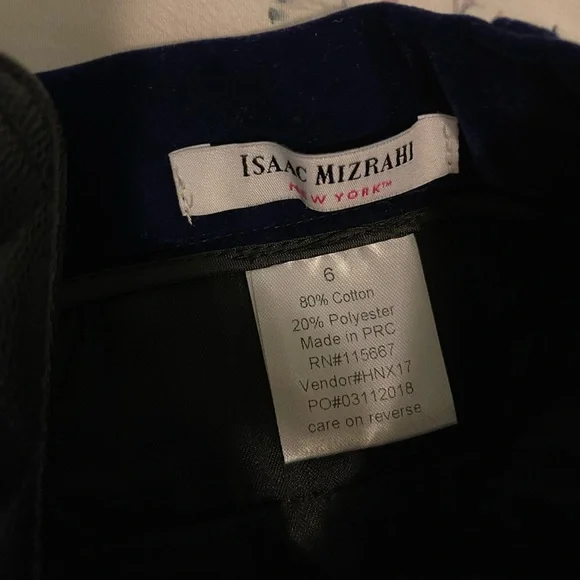 ISAAC MIZRAHI
NEW YORK™
6
80% Cotton
20% Polyester
Made in PRC
RN#115667
Vendor#HNX17
PO#03112018
care on reverse